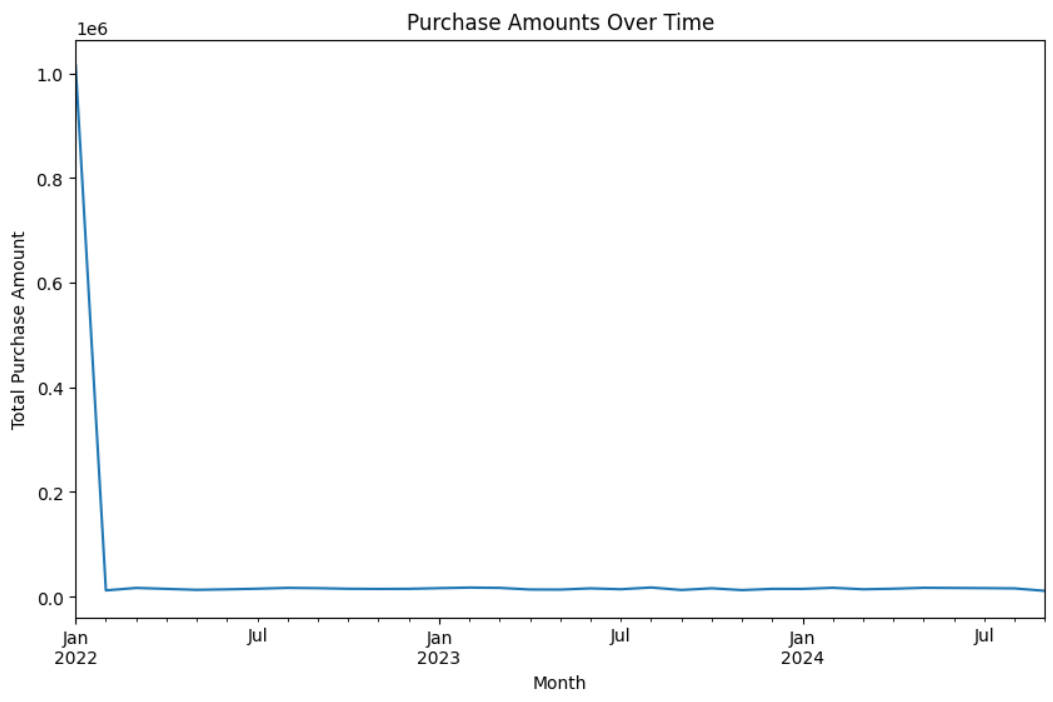 Purchase Amounts Over Time
1e6
1.0
0.8
0.6
0.4
0.2
0.0
Total Purchase Amount
Jan Jul Jan Jul Jan Jul
2022 2023 2024
Month